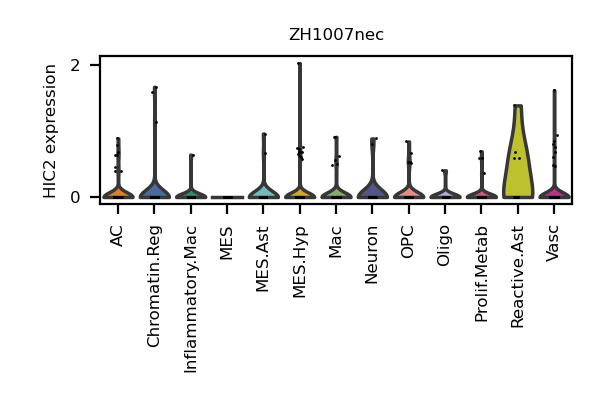 ZH1007nec
HIC2 expression
2
0
AC
Chromatin.Reg
Inflammatory.Mac
MES
MES.Ast
MES.Hyp
Mac
Neuron
OPC
Oligo
Prolif.Metab
Reactive.Ast
Vasc